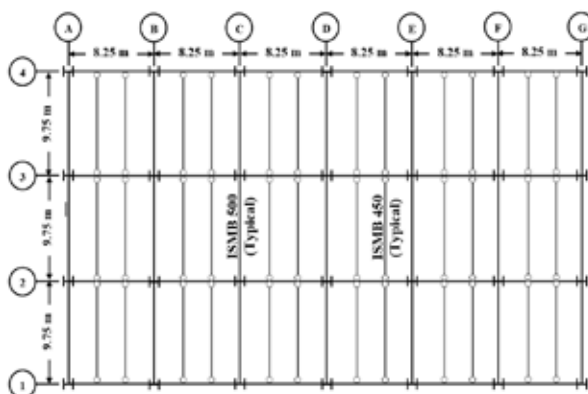 A B C D E F G
8.25 m 8.25 m 8.25 m 8.25 m 8.25 m 8.25 m
4
9.75 m
3
9.75 m
ISMB 500
(Typical)
ISMB 450
(Typical)
2
9.75 m
1